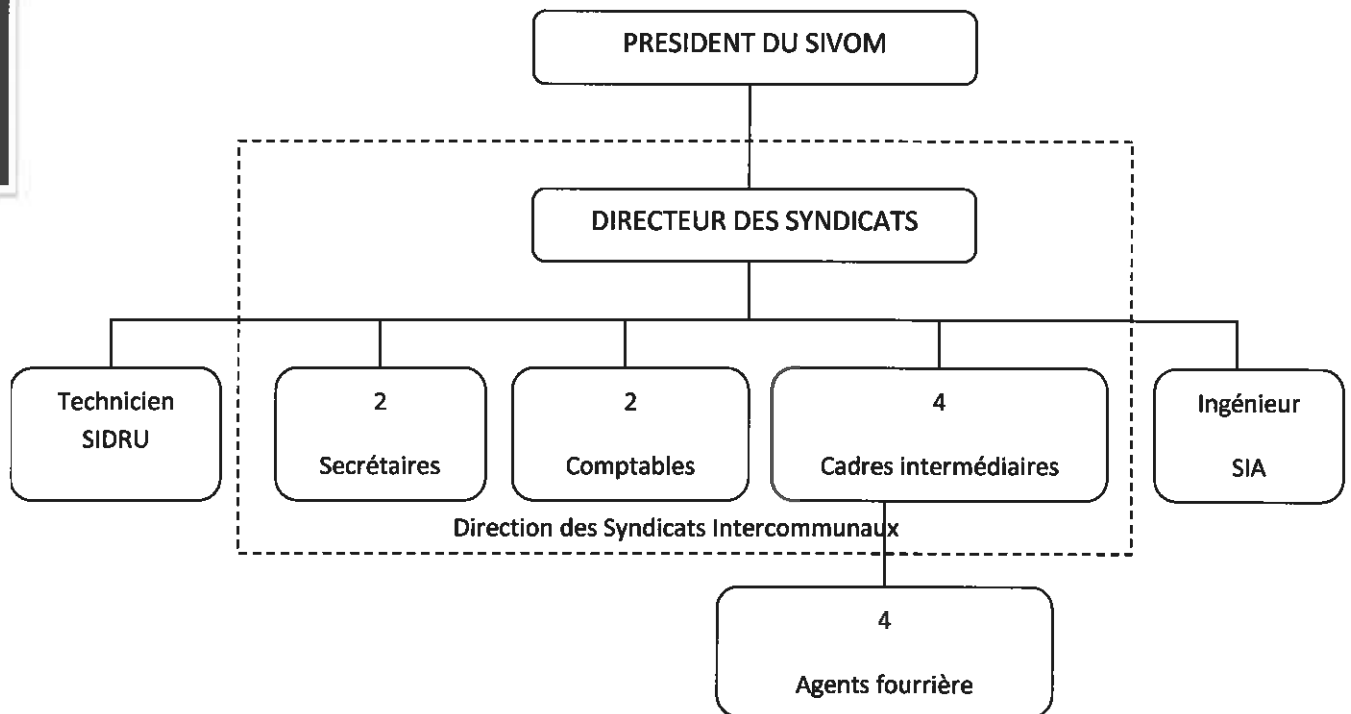 PRESIDENT DU SIVOM
DIRECTEUR DES SYNDICATS
Technicien
SIDRU
2
Secrétaires
2
Comptables
4
Cadres intermédiaires
Ingénieur
SIA
Direction des Syndicats Intercommunaux
4
Agents fourrière